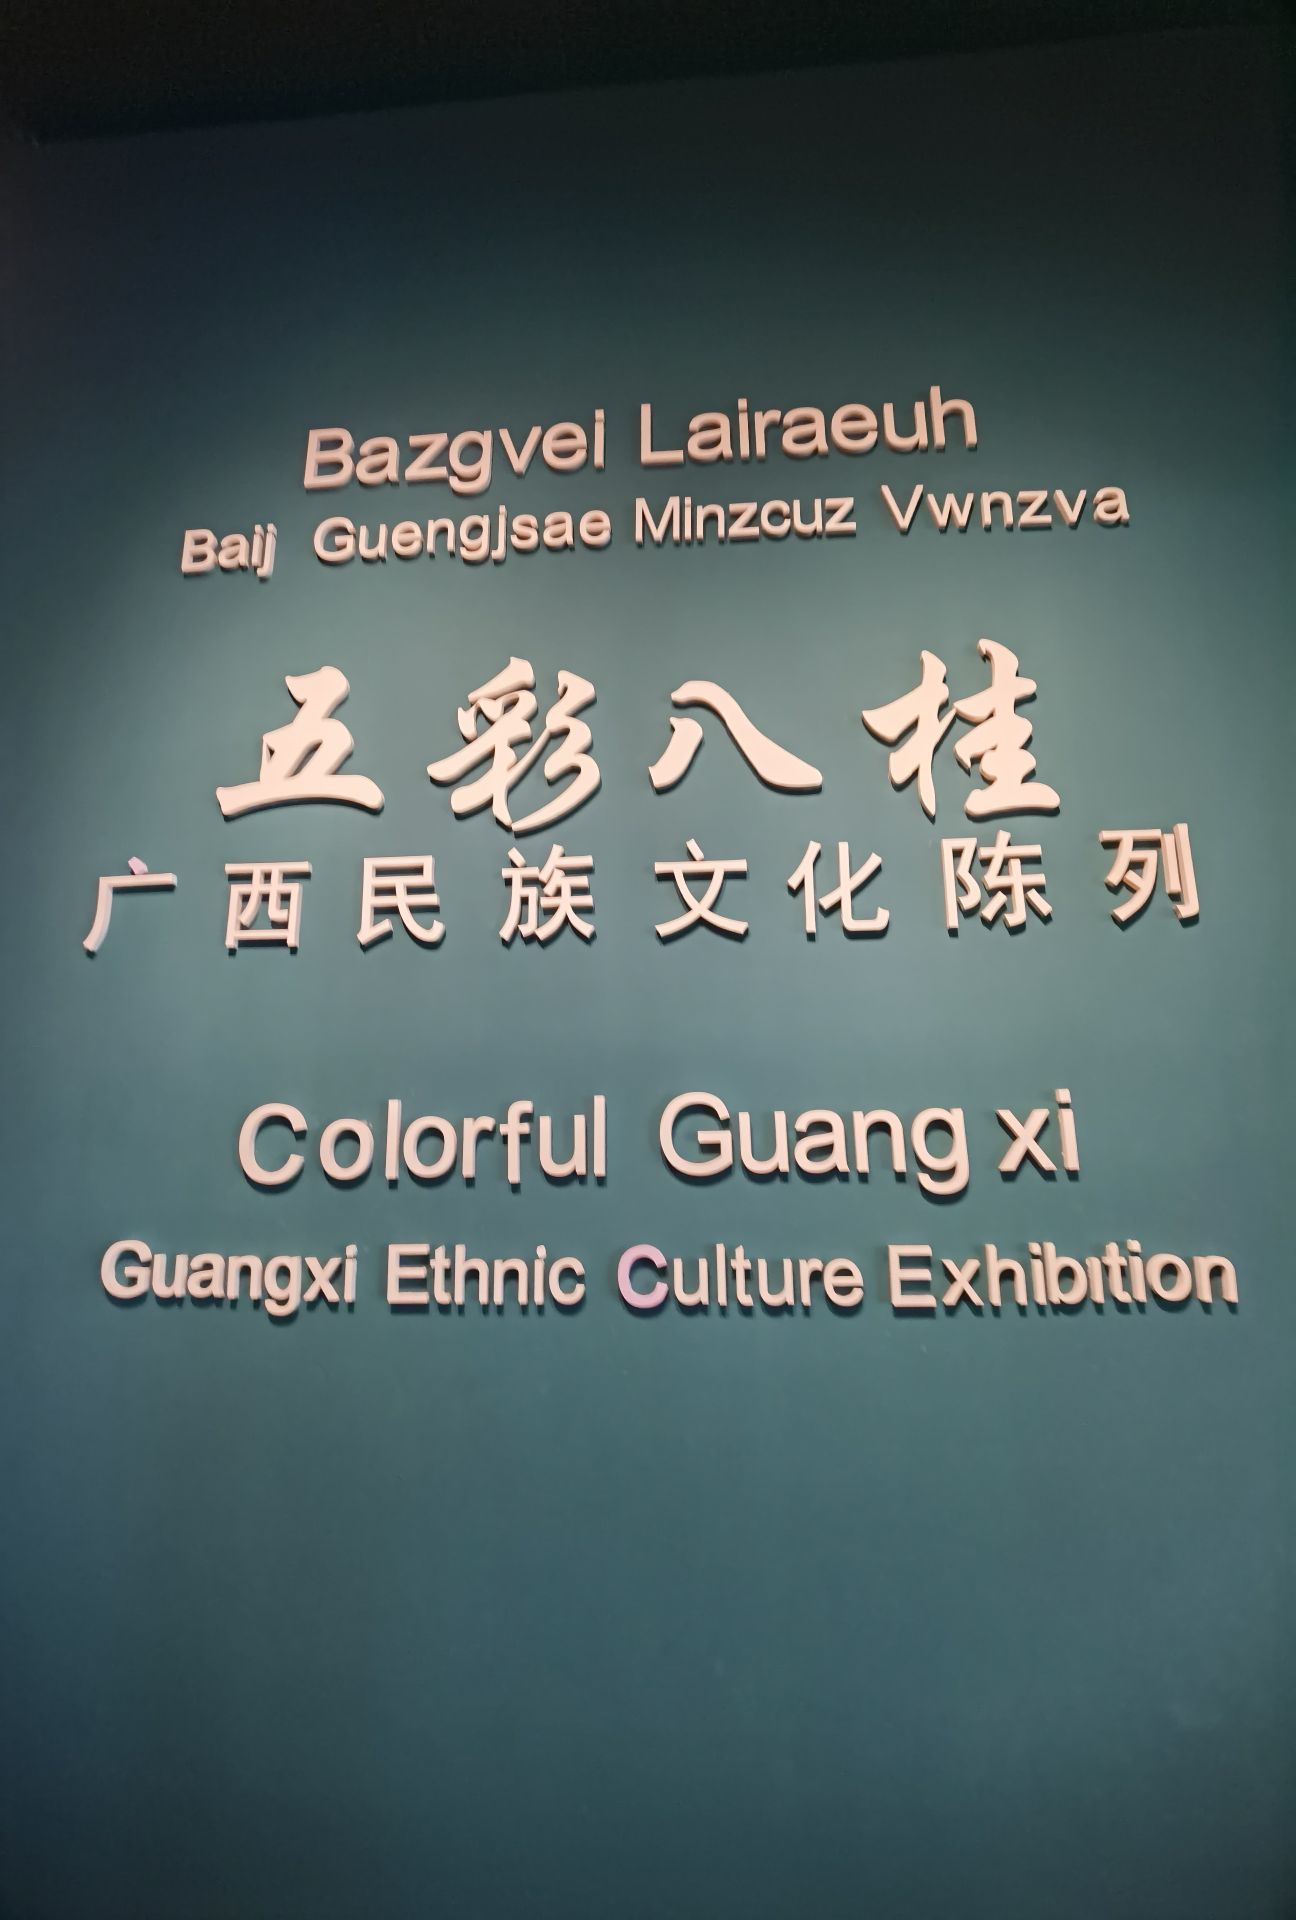 Bazgvei Lairaeuh
Baij Guengjsae Minzcuz Vwnzva
五彩八桂
广西民族文化陈列
Colorful Guang xi
Guangxi Ethnic Culture Exhibition